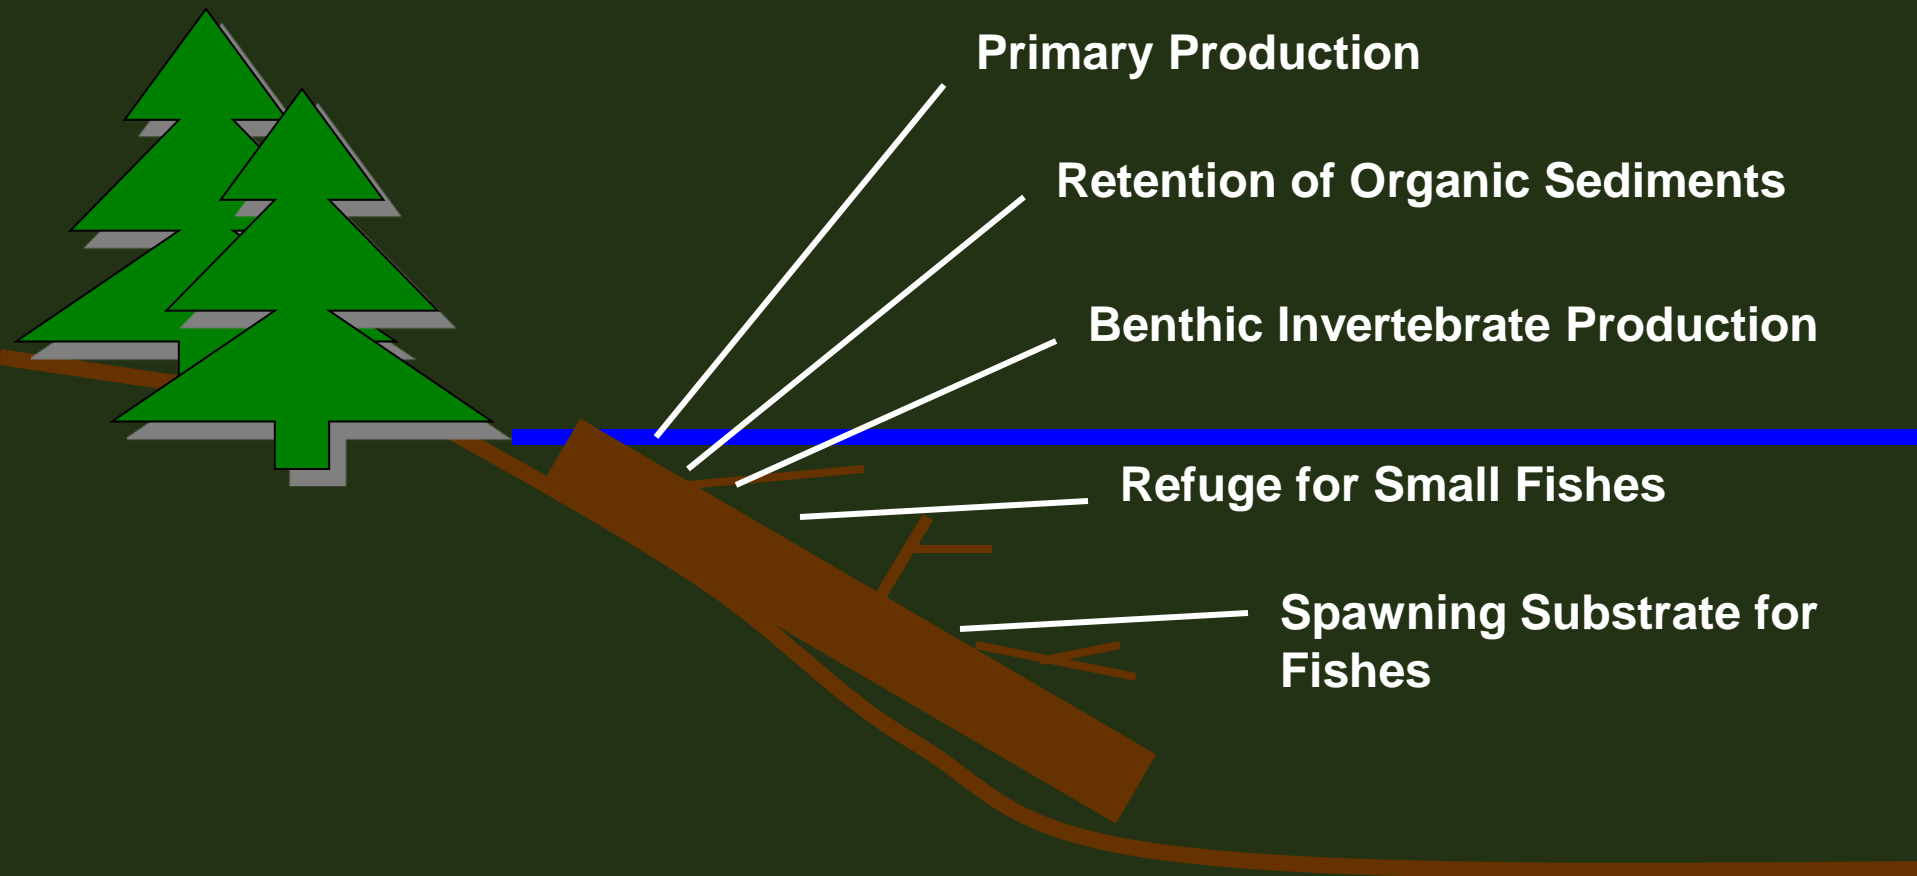 Primary Production
Retention of Organic Sediments
Benthic Invertebrate Production
Refuge for Small Fishes
Spawning Substrate for
Fishes